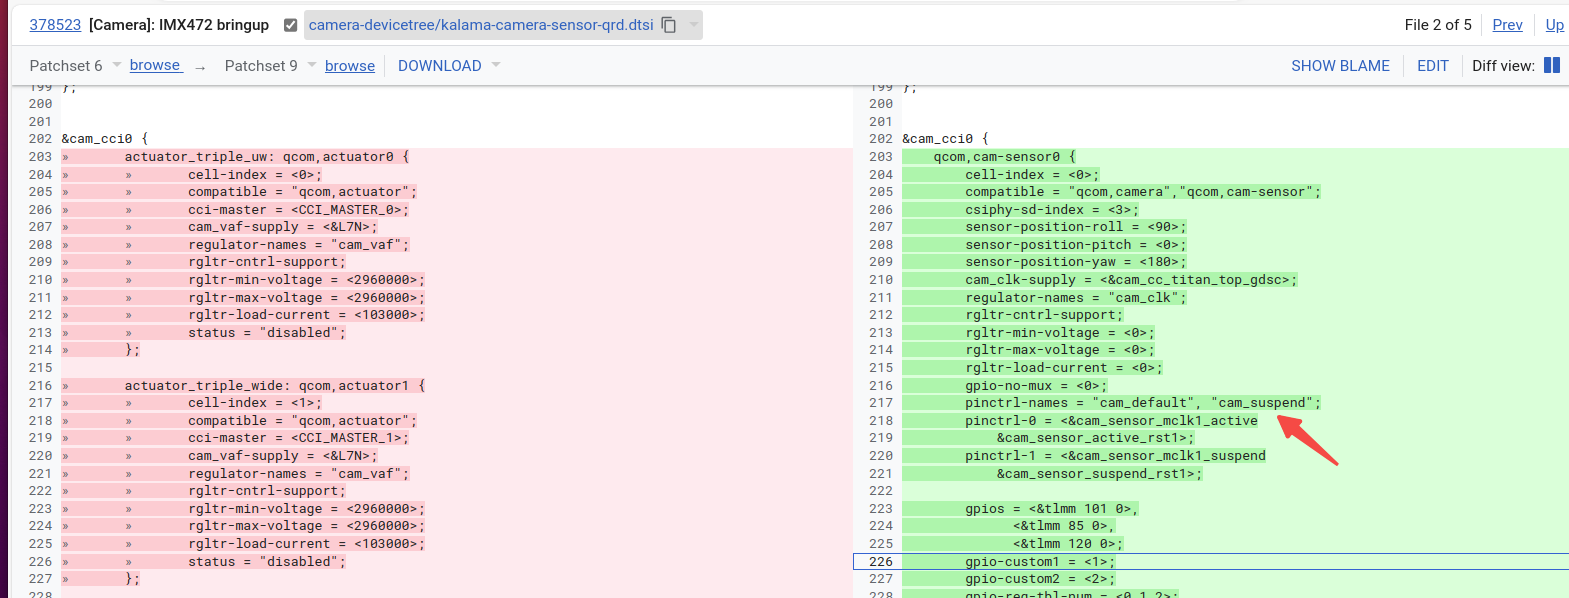 378523 [Camera]: IMX472 bringup camera-devicetree/kalama-camera-sensor-qrd.dtsi File 2 of 5 Prev Up
Patchset 6 browse → Patchset 9 browse DOWNLOAD SHOW BLAME EDIT Diff view:
199 };
200
201
202 &cam_cci0 {
203 » actuator_triple_uw: qcom,actuator0 {
204 » » cell-index = <0>;
205 » » compatible = "qcom,actuator";
206 » » cci-master = <CCI_MASTER_0>;
207 » » cam_vaf-supply = <&L7N>;
208 » » regulator-names = "cam_vaf";
209 » » rgltr-cntrl-support;
210 » » rgltr-min-voltage = <2960000>;
211 » » rgltr-max-voltage = <2960000>;
212 » » rgltr-load-current = <103000>;
213 » » status = "disabled";
214 » };
215
216 » actuator_triple_wide: qcom,actuator1 {
217 » » cell-index = <1>;
218 » » compatible = "qcom,actuator";
219 » » cci-master = <CCI_MASTER_1>;
220 » » cam_vaf-supply = <&L7N>;
221 » » regulator-names = "cam_vaf";
222 » » rgltr-cntrl-support;
223 » » rgltr-min-voltage = <2960000>;
224 » » rgltr-max-voltage = <2960000>;
225 » » rgltr-load-current = <103000>;
226 » » status = "disabled";
227 » };
228
199 };
200
201
202 &cam_cci0 {
203 qcom,cam-sensor0 {
204 cell-index = <0>;
205 compatible = "qcom,camera","qcom,cam-sensor";
206 csiphy-sd-index = <3>;
207 sensor-position-roll = <90>;
208 sensor-position-pitch = <0>;
209 sensor-position-yaw = <180>;
210 cam_clk-supply = <&cam_cc_titan_top_gdsc>;
211 regulator-names = "cam_clk";
212 rgltr-cntrl-support;
213 rgltr-min-voltage = <0>;
214 rgltr-max-voltage = <0>;
215 rgltr-load-current = <0>;
216 gpio-no-mux = <0>;
217 pinctrl-names = "cam_default", "cam_suspend";
218 pinctrl-0 = <&cam_sensor_mclk1_active
219 &cam_sensor_active_rst1>;
220 pinctrl-1 = <&cam_sensor_mclk1_suspend
221 &cam_sensor_suspend_rst1>;
222
223 gpios = <&tlmm 101 0>,
224 <&tlmm 85 0>,
225 <&tlmm 120 0>;
226 gpio-custom1 = <1>;
227 gpio-custom2 = <2>;
228 gpio-req-tbl-num = <0 1 2>;